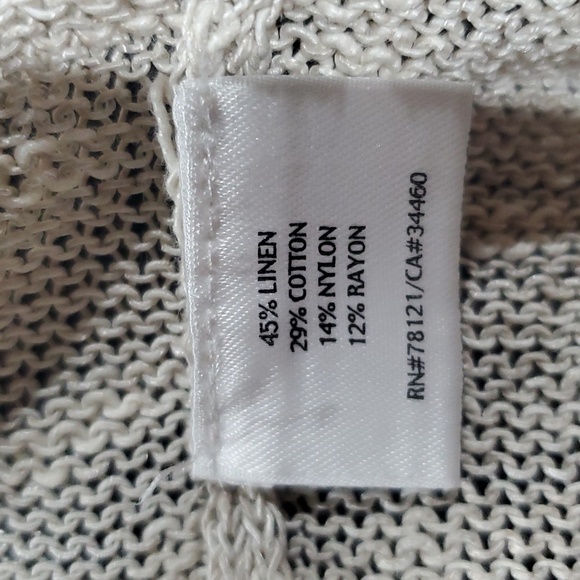 45% LINEN
29% COTTON
14% NYLON
12% RAYON
RN#78121/CA#34460